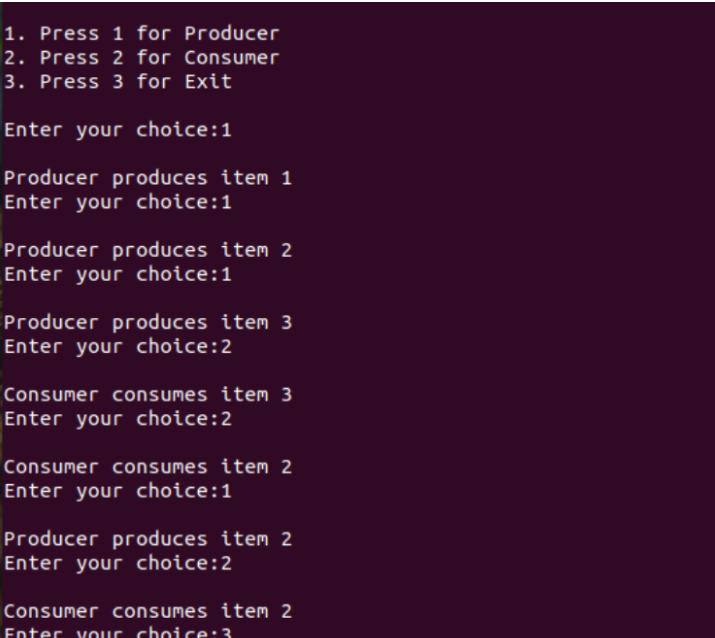 1. Press 1 for Producer
2. Press 2 for Consumer
3. Press 3 for Exit
Enter your choice:1
Producer produces item 1
Enter your choice:1
Producer produces item 2
Enter your choice:1
Producer produces item 3
Enter your choice:2
Consumer consumes item 3
Enter your choice:2
Consumer consumes item 2
Enter your choice:1
Producer produces item 2
Enter your choice:2
Consumer consumes item 2
Enter your choice:3